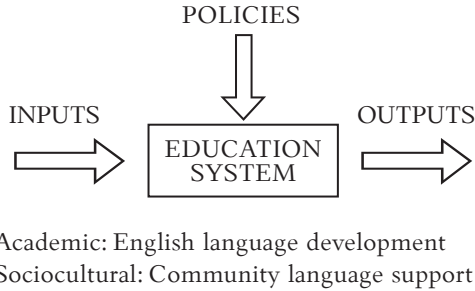 POLICIES
INPUTS
OUTPUTS
EDUCATION
SYSTEM
Academic: English language development
Sociocultural: Community language support